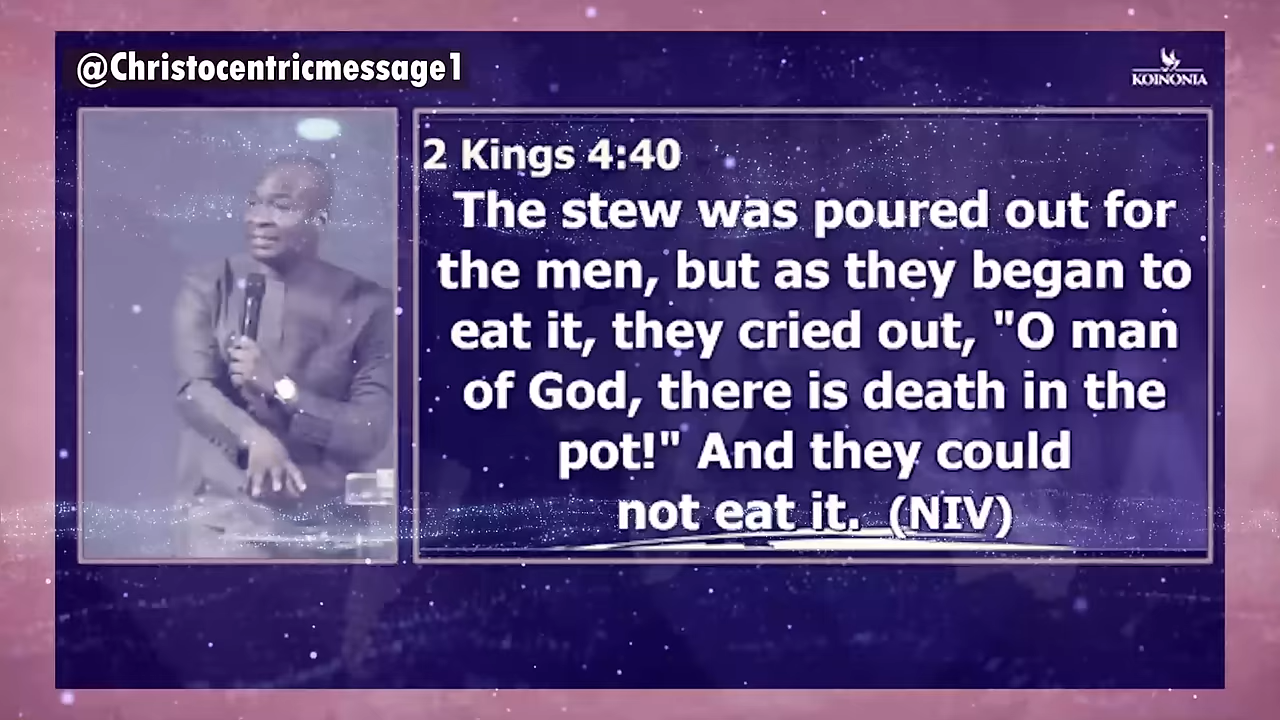 @Christocentricmessage1
KOINONIA
2 Kings 4:40
The stew was poured out for
the men, but as they began to
eat it, they cried out, "O man
of God, there is death in the
pot!" And they could
not eat it. (NIV)